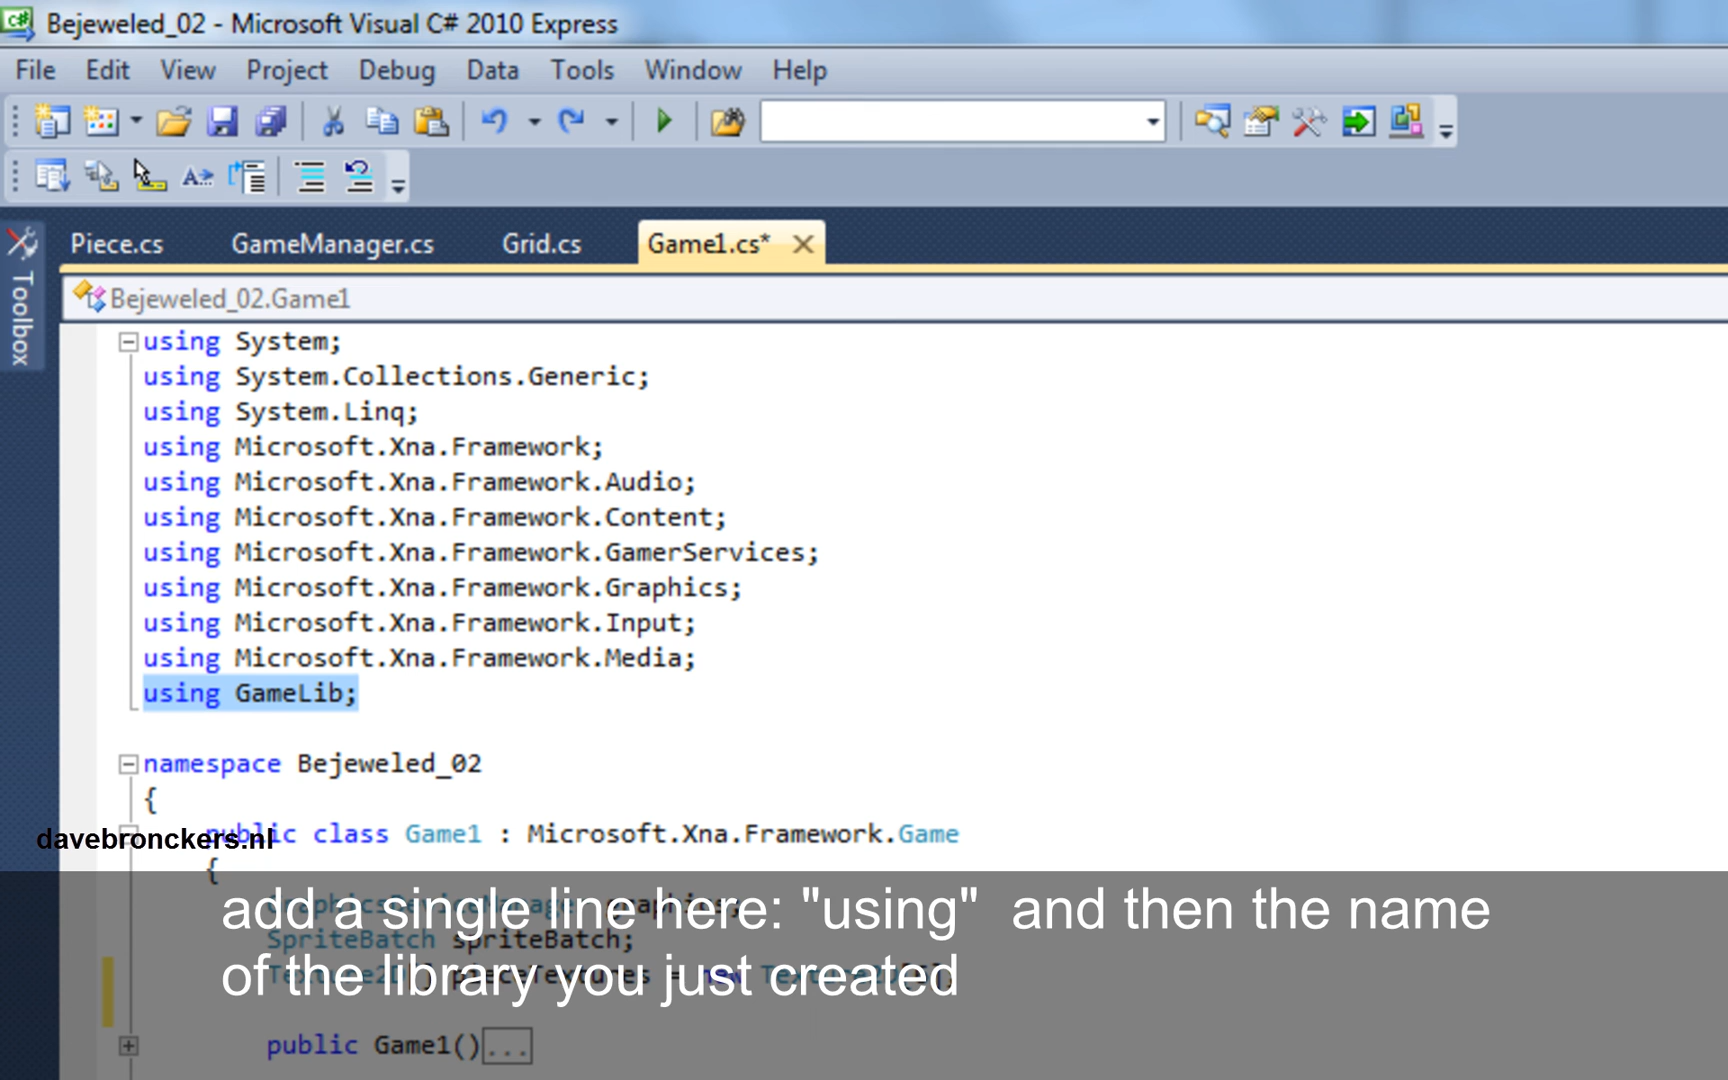 Bejeweled_02 - Microsoft Visual C# 2010 Express
File Edit View Project Debug Data Tools Window Help
Toolbox
Piece.cs GameManager.cs Grid.cs Game1.cs*
Bejeweled_02.Game1
using System;
using System.Collections.Generic;
using System.Linq;
using Microsoft.Xna.Framework;
using Microsoft.Xna.Framework.Audio;
using Microsoft.Xna.Framework.Content;
using Microsoft.Xna.Framework.GamerServices;
using Microsoft.Xna.Framework.Graphics;
using Microsoft.Xna.Framework.Input;
using Microsoft.Xna.Framework.Media;
using GameLib;
namespace Bejeweled_02
{
public class Game1 : Microsoft.Xna.Framework.Game
davebronckers.nl
{
add a single line here: "using" and then the name
SpriteBatch spriteBatch;
of the library you just created
public Game1()...